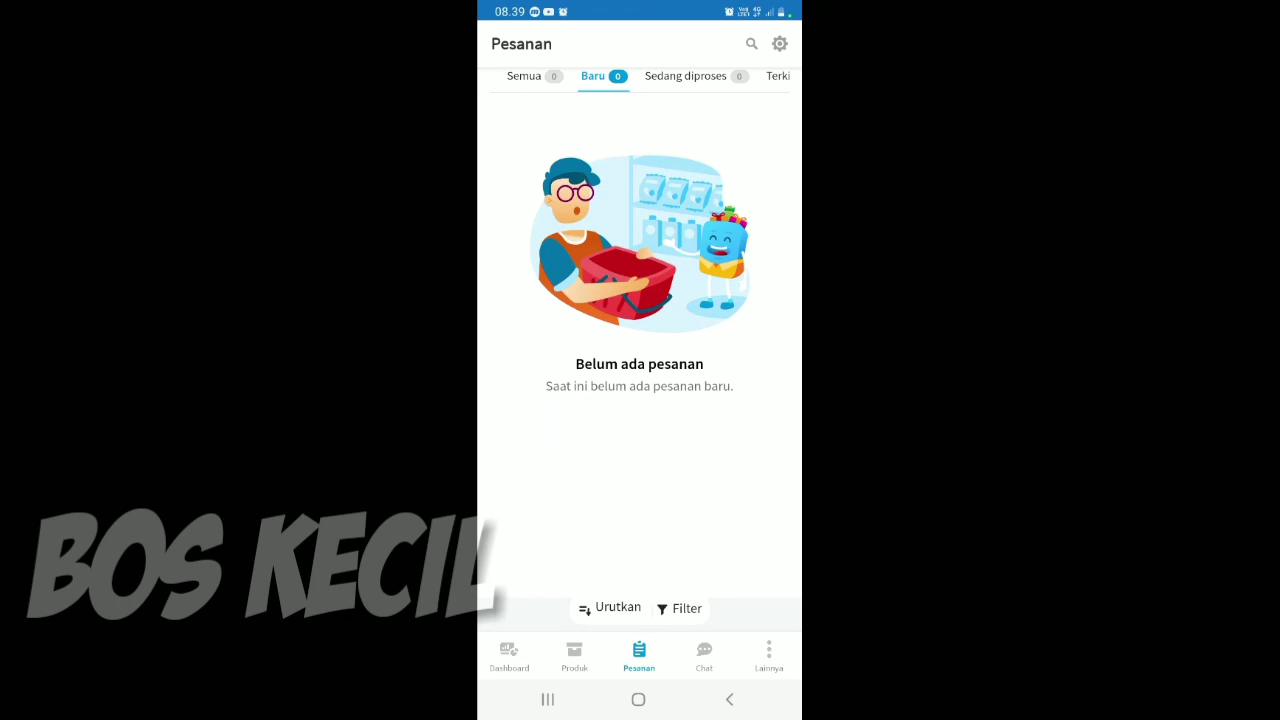 08.39
Pesanan
Semua 0 Baru 0 Sedang diproses 0 Terki
Belum ada pesanan
Saat ini belum ada pesanan baru.
BOS KECIL
Urutkan Filter
Dashboard Produk Pesanan Chat Lainnya